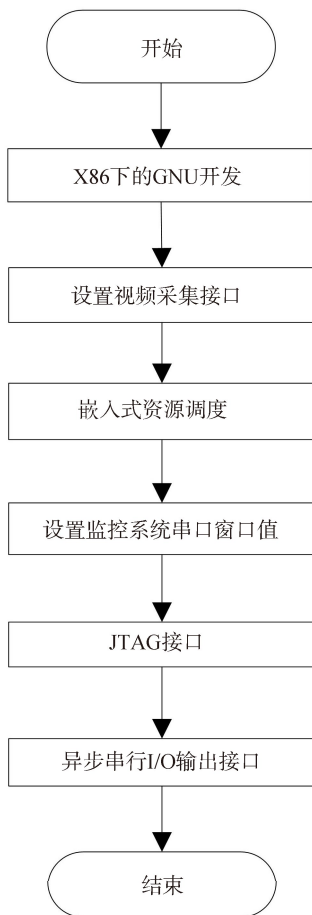 开始
X86下的GNU开发
设置视频采集接口
嵌入式资源调度
设置监控系统串口窗口值
JTAG接口
异步串行I/O输出接口
结束